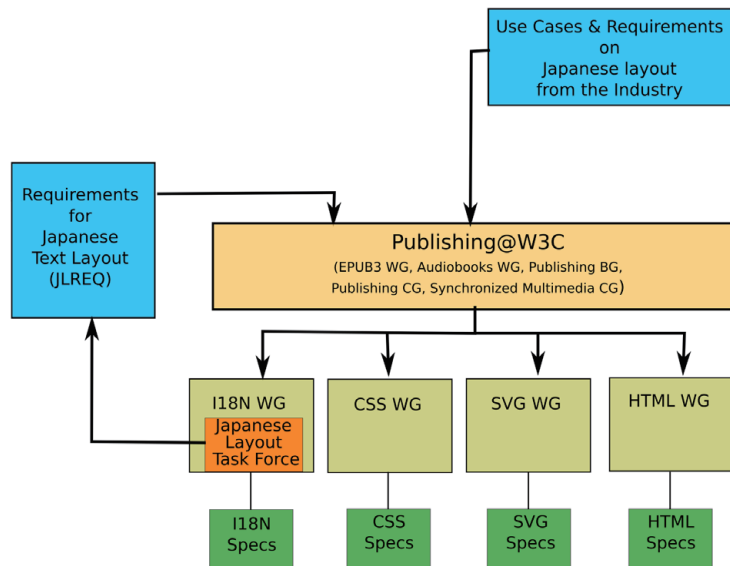 Use Cases & Requirements
on
Japanese layout
from the Industry
Requirements
for
Japanese
Text Layout
(JLREQ)
Publishing@W3C
(EPUB3 WG, Audiobooks WG, Publishing BG,
Publishing CG, Synchronized Multimedia CG)
I18N WG
Japanese
Layout
Task Force
CSS WG
SVG WG
HTML WG
I18N
Specs
CSS
Specs
SVG
Specs
HTML
Specs